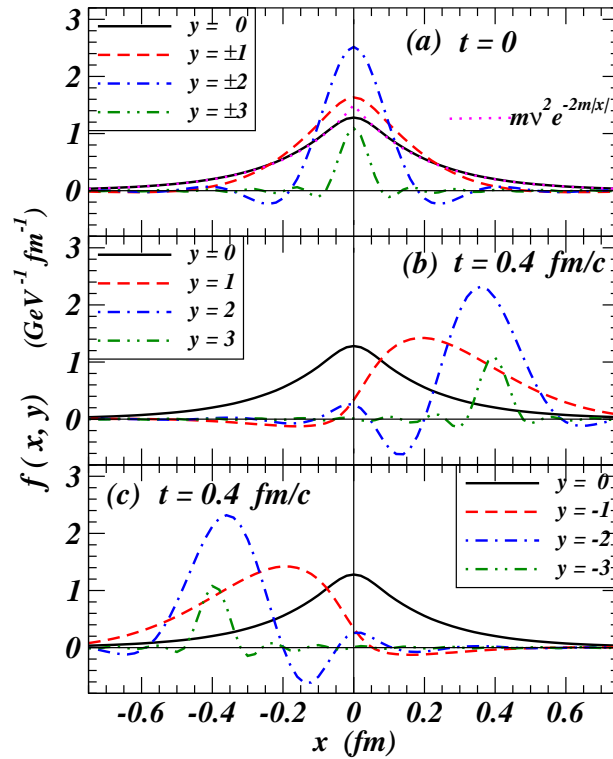 y = 0
y = ±1
y = ±2
y = ±3
(a) t = 0
mν² e⁻²ᵐ|ˣ|
3
2
1
0
y = 0
y = 1
y = 2
y = 3
(b) t = 0.4 fm/c
3
2
1
0
f ( x, y ) (GeV⁻¹ fm⁻¹)
(c) t = 0.4 fm/c
y = 0
y = -1
y = -2
y = -3
3
2
1
0
-0.6 -0.4 -0.2 0 0.2 0.4 0.6
x (fm)